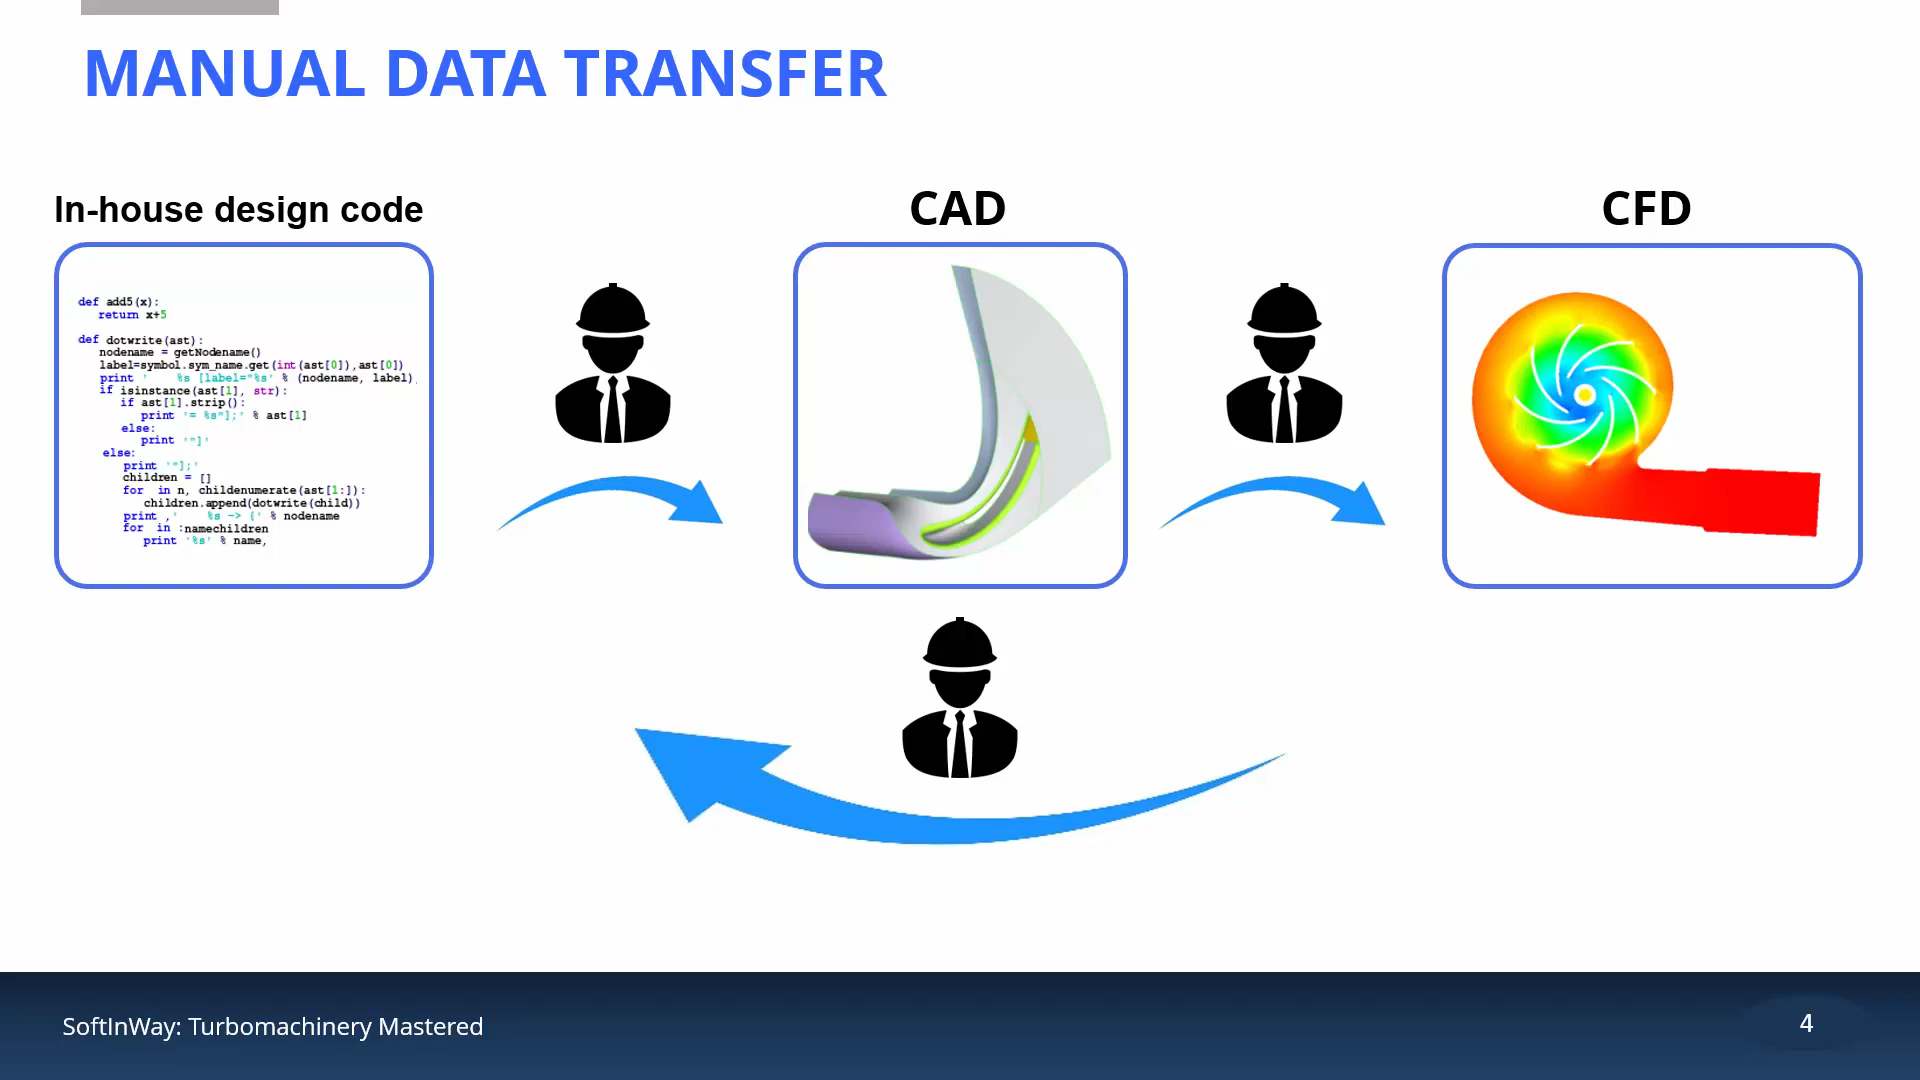 MANUAL DATA TRANSFER
In-house design code
CAD
CFD
def add5(x):
return x+5
def dotwrite(ast):
nodename = getNodename()
label=symbol.sym_name.get(int(ast[0]),ast[0])
print '    %s [label="%s' % (nodename, label),
if isinstance(ast[1], str):
if ast[1].strip():
print '= %s"];' % ast[1]
else:
print '"]'
else:
print '"];'
children = []
for  in n, childenumerate(ast[1:]):
children.append(dotwrite(child))
print ,'    %s -> {' % nodename
for  in :namechildren
print '%s' % name,
SoftInWay: Turbomachinery Mastered
4